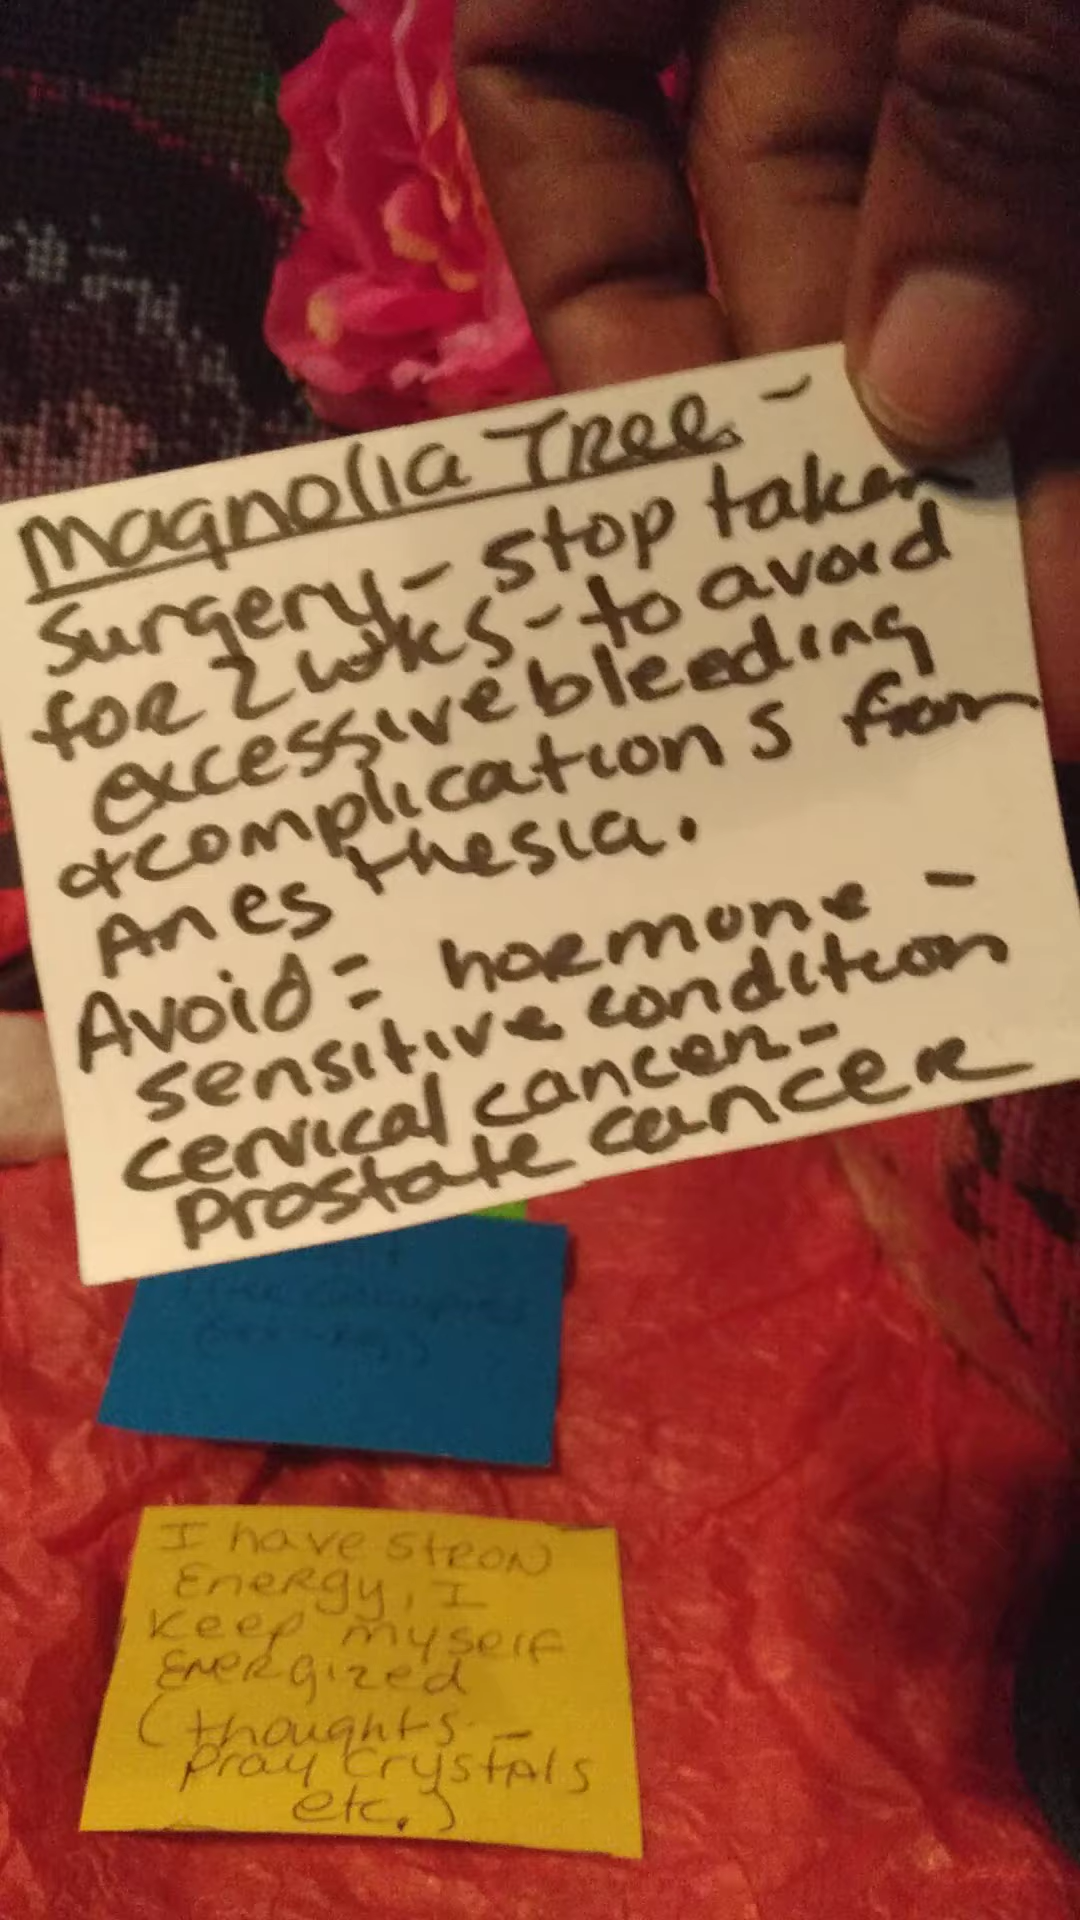 Magnolia Tree -
Surgery - stop taken
for 2 wks - to avoid
excessive bleeding
& complications from
Anesthesia.
Avoid = hormone -
sensitive condition
cervical cancer -
prostate cancer
I have STRON
Energy, I
Keep myself
Energized
(thoughts -
Pray Crystals
etc.)